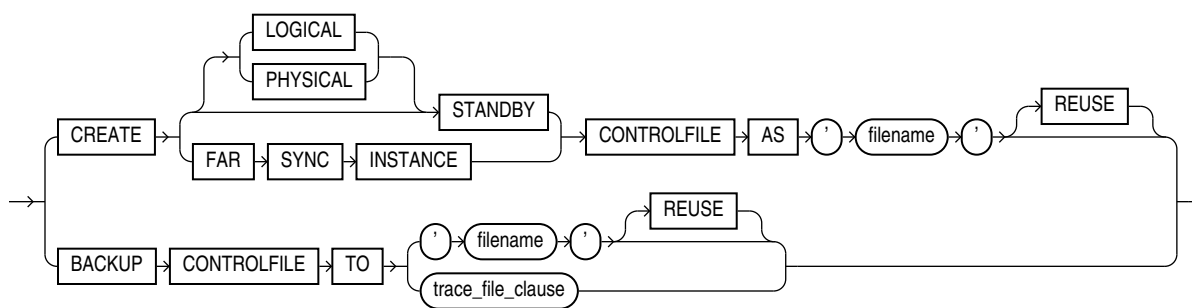 LOGICAL
PHYSICAL
REUSE
CREATE STANDBY CONTROLFILE AS ' filename '
FAR SYNC INSTANCE
REUSE
BACKUP CONTROLFILE TO ' filename '
trace_file_clause